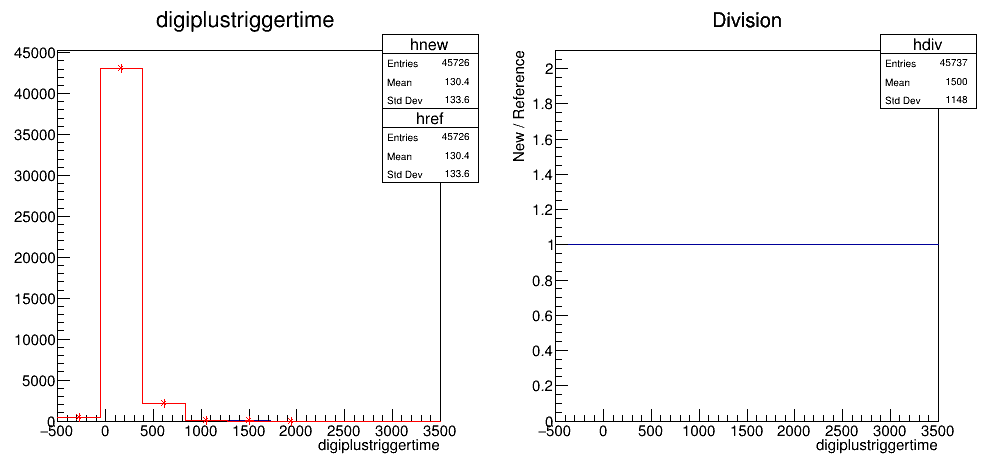 digiplustriggertime
hnew
Entries 45726
Mean 130.4
Std Dev 133.6
href
Entries 45726
Mean 130.4
Std Dev 133.6
45000
40000
35000
30000
25000
20000
15000
10000
5000
0
−500 0 500 1000 1500 2000 2500 3000 3500
digiplustriggertime
Division
hdiv
Entries 45737
Mean 1500
Std Dev 1148
New / Reference
2
1.8
1.6
1.4
1.2
1
0.8
0.6
0.4
0.2
0
−500 0 500 1000 1500 2000 2500 3000 3500
digiplustriggertime